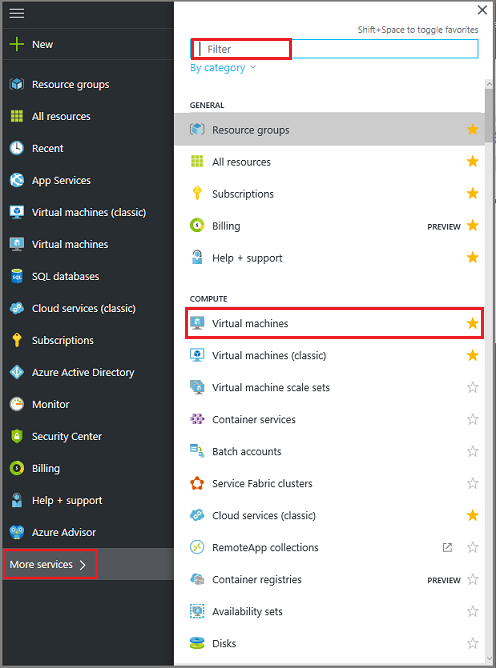 New
Resource groups
All resources
Recent
App Services
Virtual machines (classic)
Virtual machines
SQL databases
Cloud services (classic)
Subscriptions
Azure Active Directory
Monitor
Security Center
Billing
Help + support
Azure Advisor
More services
Shift+Space to toggle favorites
Filter
By category
GENERAL
Resource groups
All resources
Subscriptions
Billing PREVIEW
Help + support
COMPUTE
Virtual machines
Virtual machines (classic)
Virtual machine scale sets
Container services
Batch accounts
Service Fabric clusters
Cloud services (classic)
RemoteApp collections
Container registries PREVIEW
Availability sets
Disks